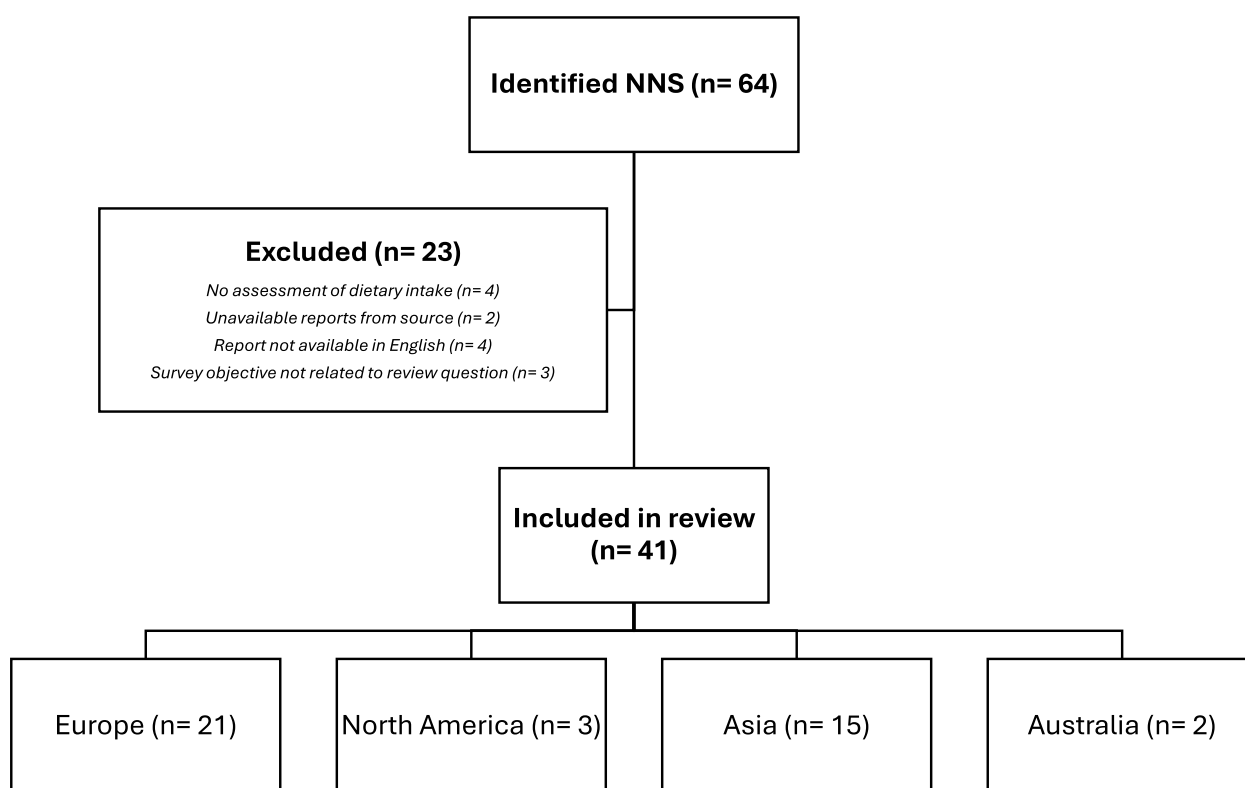 Identified NNS (n= 64)
Excluded (n= 23)
No assessment of dietary intake (n= 4)
Unavailable reports from source (n= 2)
Report not available in English (n= 4)
Survey objective not related to review question (n= 3)
Included in review
(n= 41)
Europe (n= 21)
North America (n= 3)
Asia (n= 15)
Australia (n= 2)